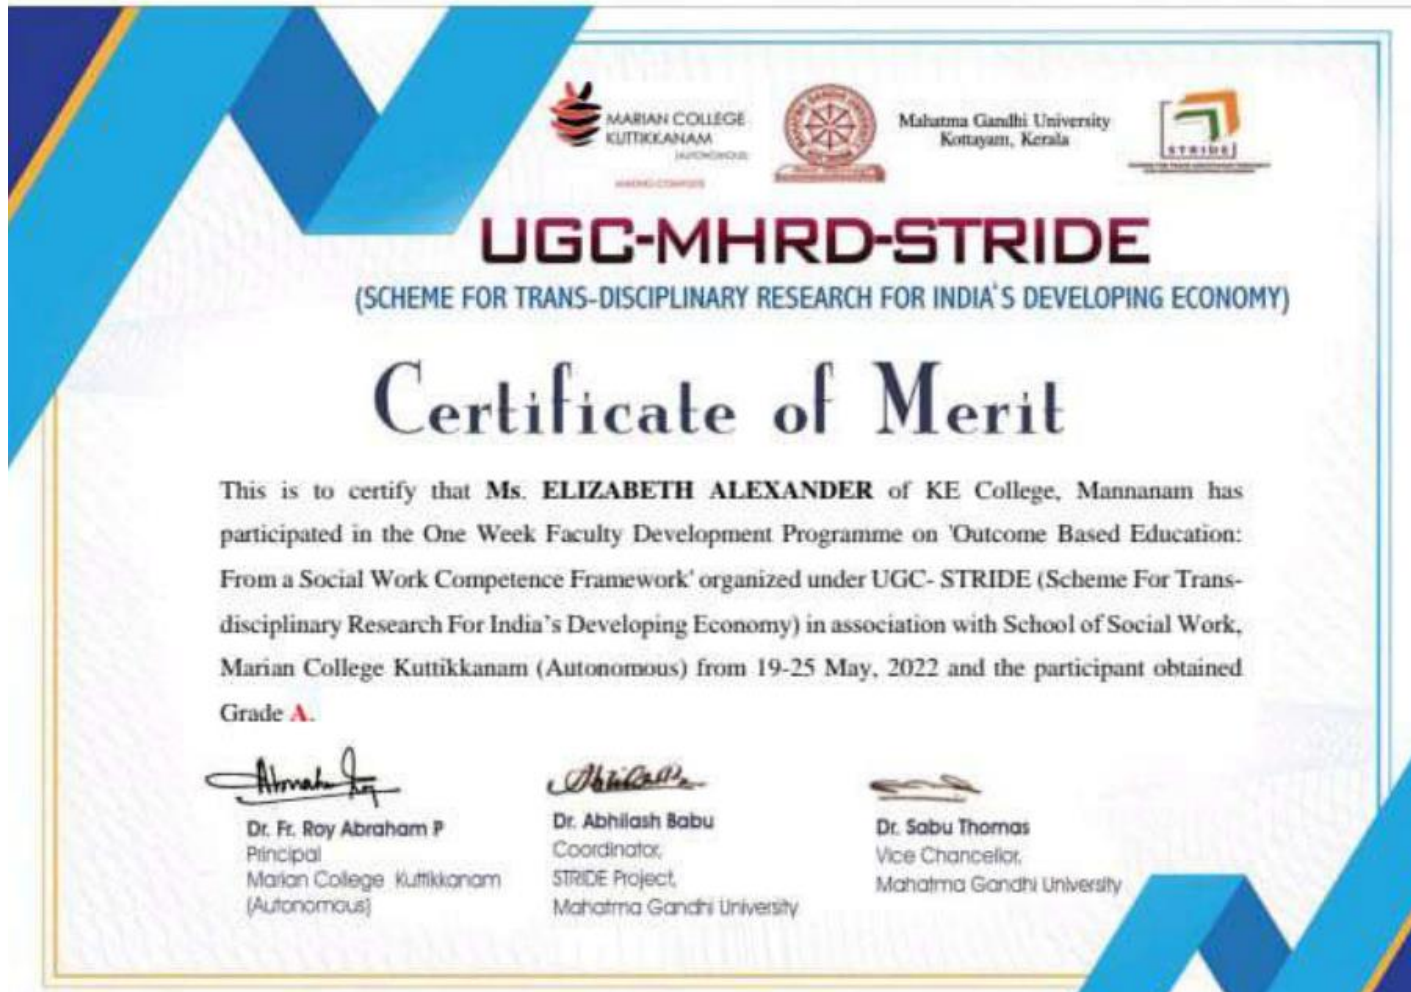 MARIAN COLLEGE
KUTTIKKANAM
(AUTONOMOUS)
MAKING COMPLETE
Mahatma Gandhi University
Kottayam, Kerala
STRIDE
UGC-MHRD-STRIDE
(SCHEME FOR TRANS-DISCIPLINARY RESEARCH FOR INDIA`S DEVELOPING ECONOMY)
Certificate of Merit
This is to certify that Ms. ELIZABETH ALEXANDER of KE College, Mannanam has
participated in the One Week Faculty Development Programme on 'Outcome Based Education:
From a Social Work Competence Framework' organized under UGC- STRIDE (Scheme For Trans-
disciplinary Research For India’s Developing Economy) in association with School of Social Work,
Marian College Kuttikkanam (Autonomous) from 19-25 May, 2022 and the participant obtained
Grade A.
Dr. Fr. Roy Abraham P
Principal
Marian College Kuttikkanam
(Autonomous)
Dr. Abhilash Babu
Coordinator,
STRIDE Project,
Mahatma Gandhi University
Dr. Sabu Thomas
Vice Chancellor,
Mahatma Gandhi University